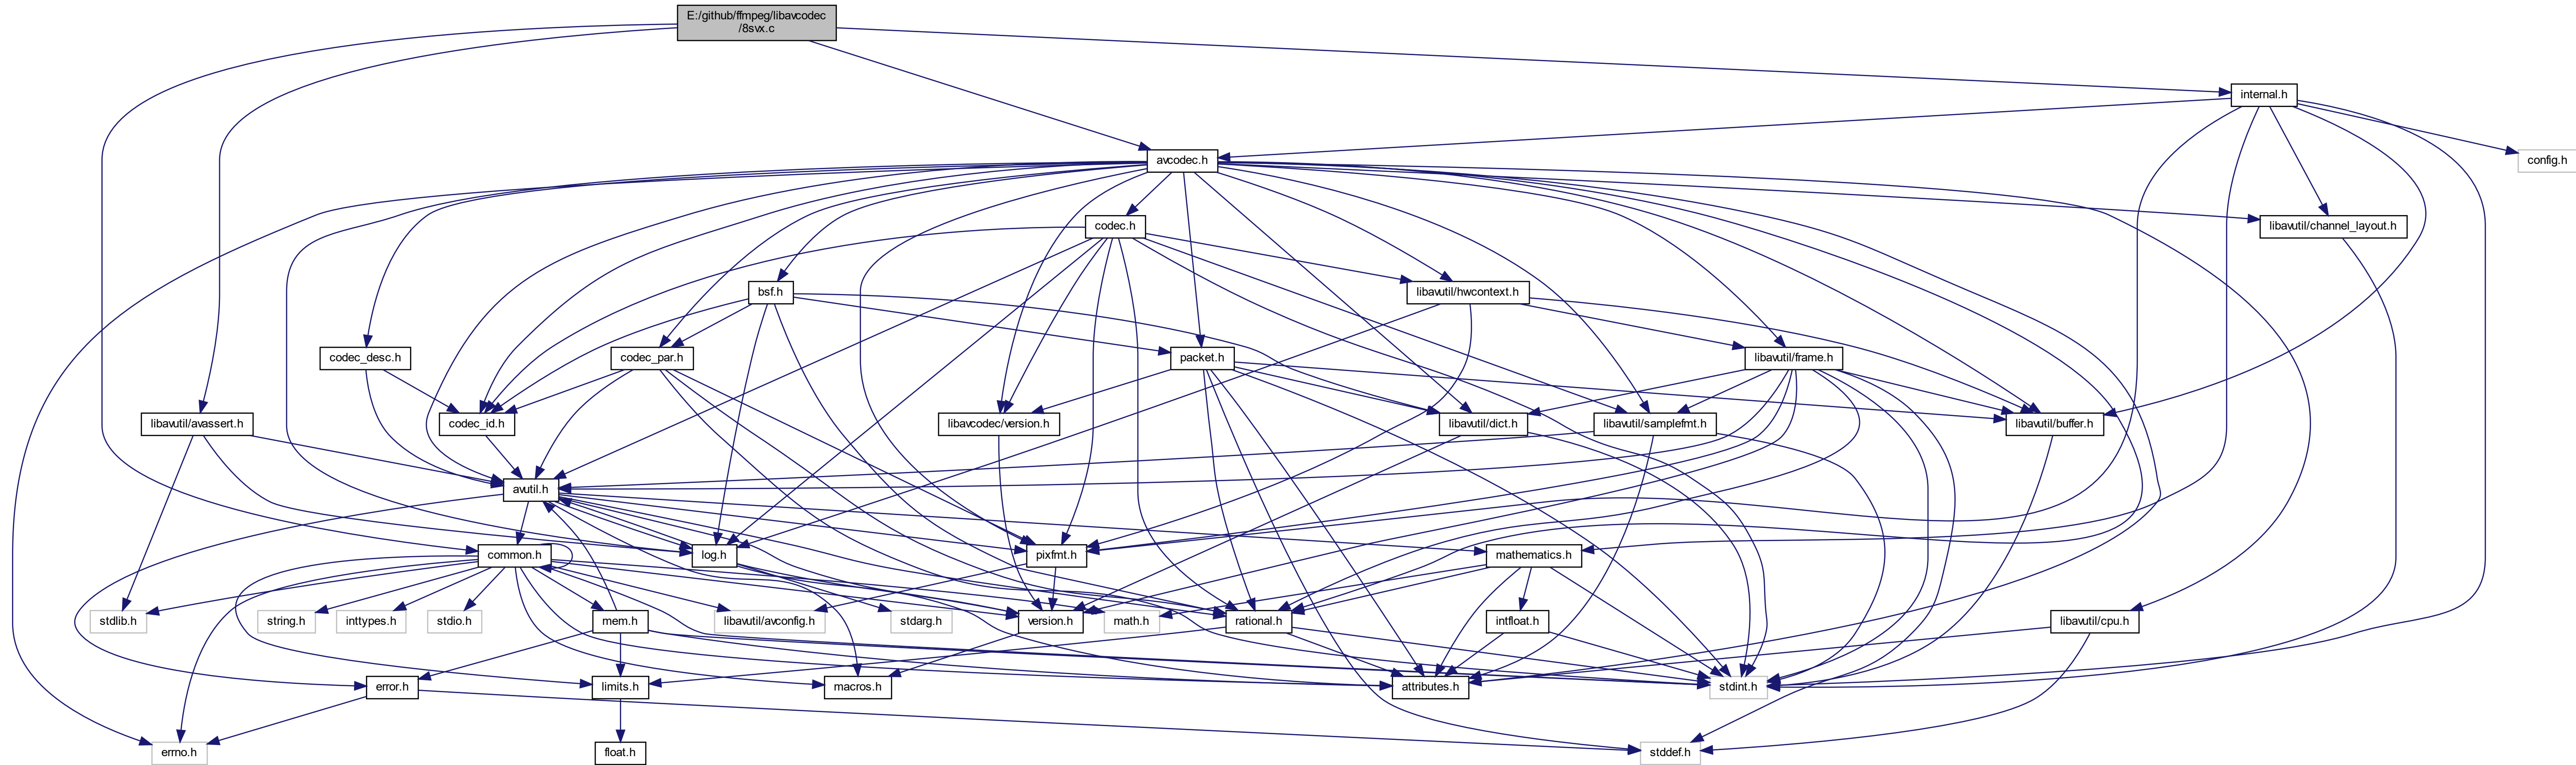 E:/github/ffmpeg/libavcodec
/8svx.c
internal.h
avcodec.h
config.h
codec.h
libavutil/channel_layout.h
bsf.h
libavutil/hwcontext.h
codec_desc.h
codec_par.h
packet.h
libavutil/frame.h
libavutil/avassert.h
codec_id.h
libavcodec/version.h
libavutil/dict.h
libavutil/samplefmt.h
libavutil/buffer.h
avutil.h
common.h
log.h
pixfmt.h
mathematics.h
stdlib.h
string.h
inttypes.h
stdio.h
mem.h
libavutil/avconfig.h
stdarg.h
version.h
math.h
rational.h
intfloat.h
libavutil/cpu.h
error.h
limits.h
macros.h
attributes.h
stdint.h
errno.h
float.h
stddef.h